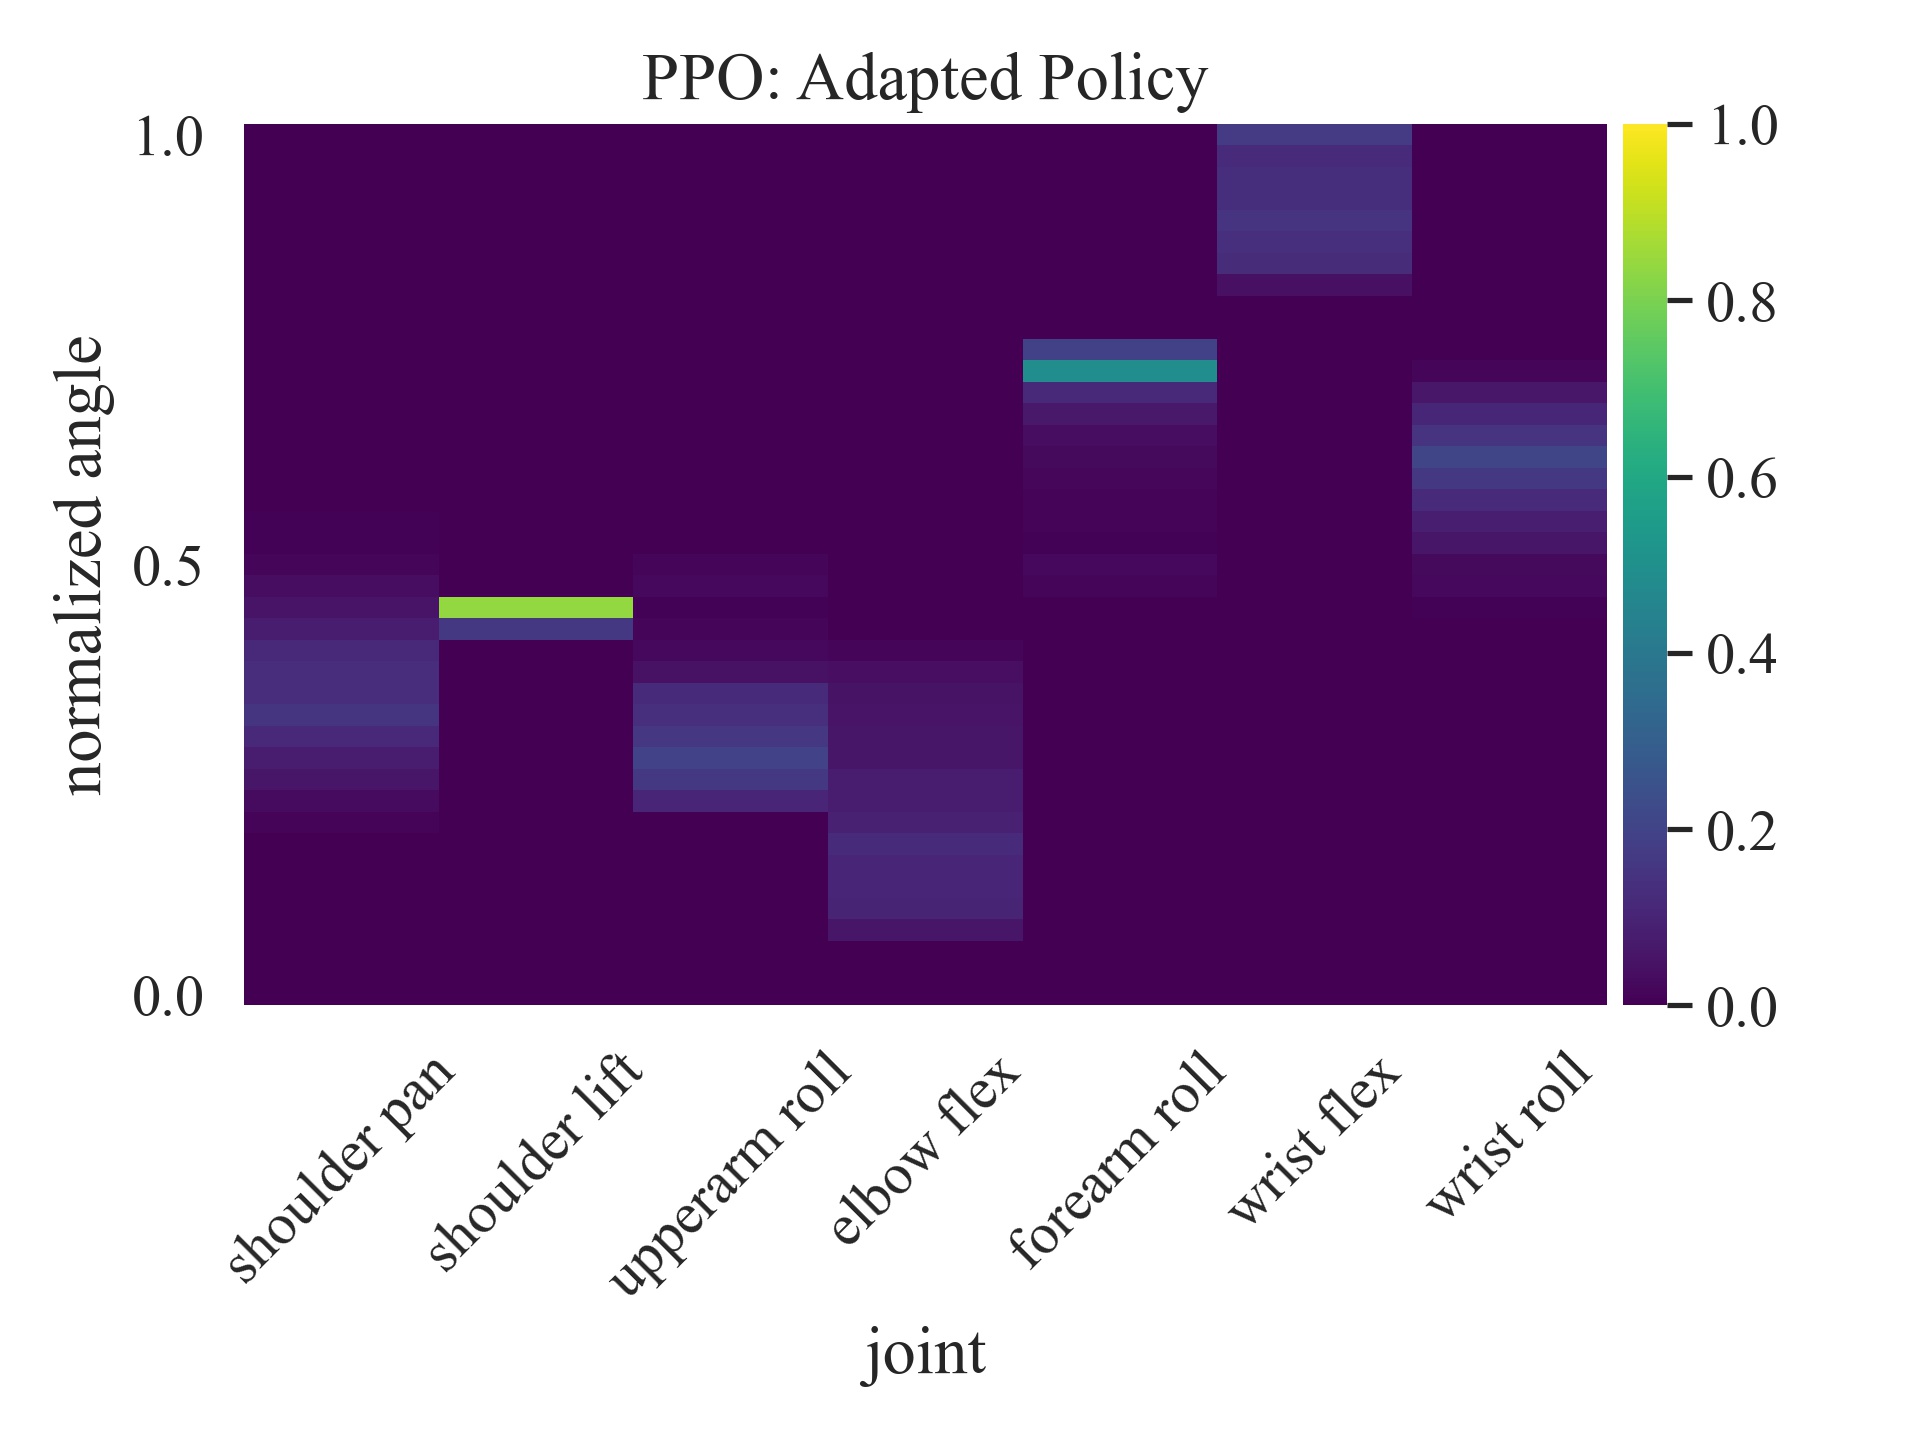 PPO: Adapted Policy
normalized angle
1.0
0.5
0.0
1.0
0.8
0.6
0.4
0.2
0.0
shoulder pan
shoulder lift
upperarm roll
elbow flex
forearm roll
wrist flex
wrist roll
joint